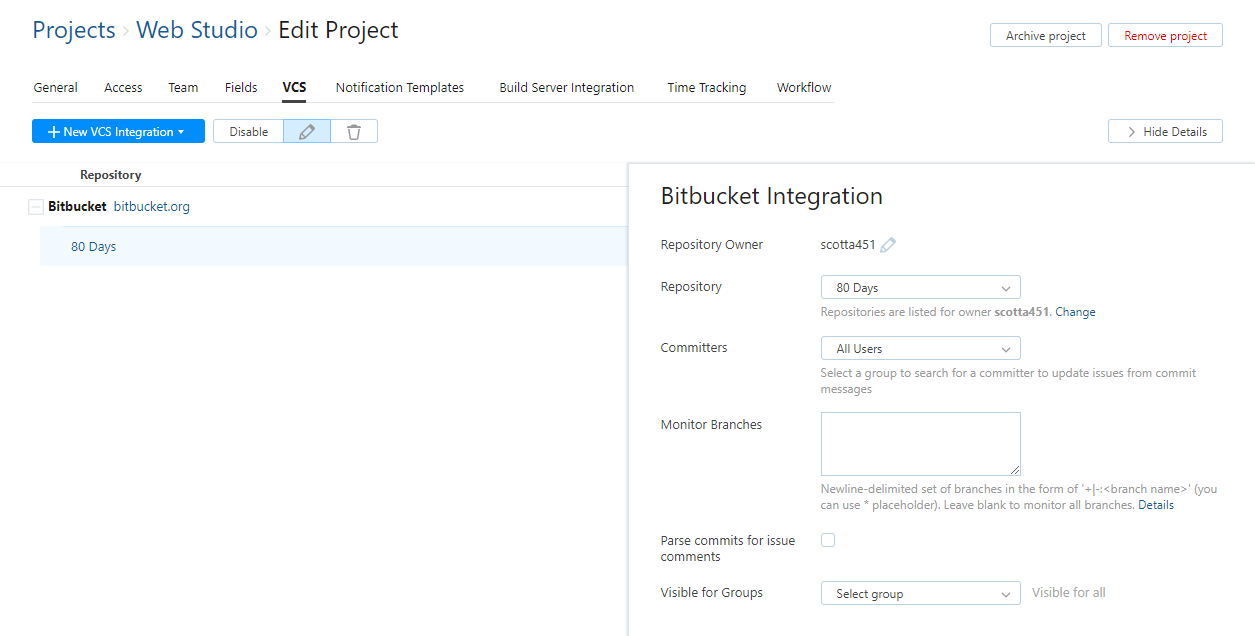 Projects › Web Studio › Edit Project
Archive project
Remove project
General Access Team Fields VCS Notification Templates Build Server Integration Time Tracking Workflow
+ New VCS Integration
Disable
Hide Details
Repository
Bitbucket bitbucket.org
80 Days
Bitbucket Integration
Repository Owner scotta451
Repository 80 Days
Repositories are listed for owner scotta451. Change
Committers All Users
Select a group to search for a committer to update issues from commit
messages
Monitor Branches
Newline-delimited set of branches in the form of '+|-:<branch name>' (you
can use * placeholder). Leave blank to monitor all branches. Details
Parse commits for issue
comments
Visible for Groups Select group Visible for all